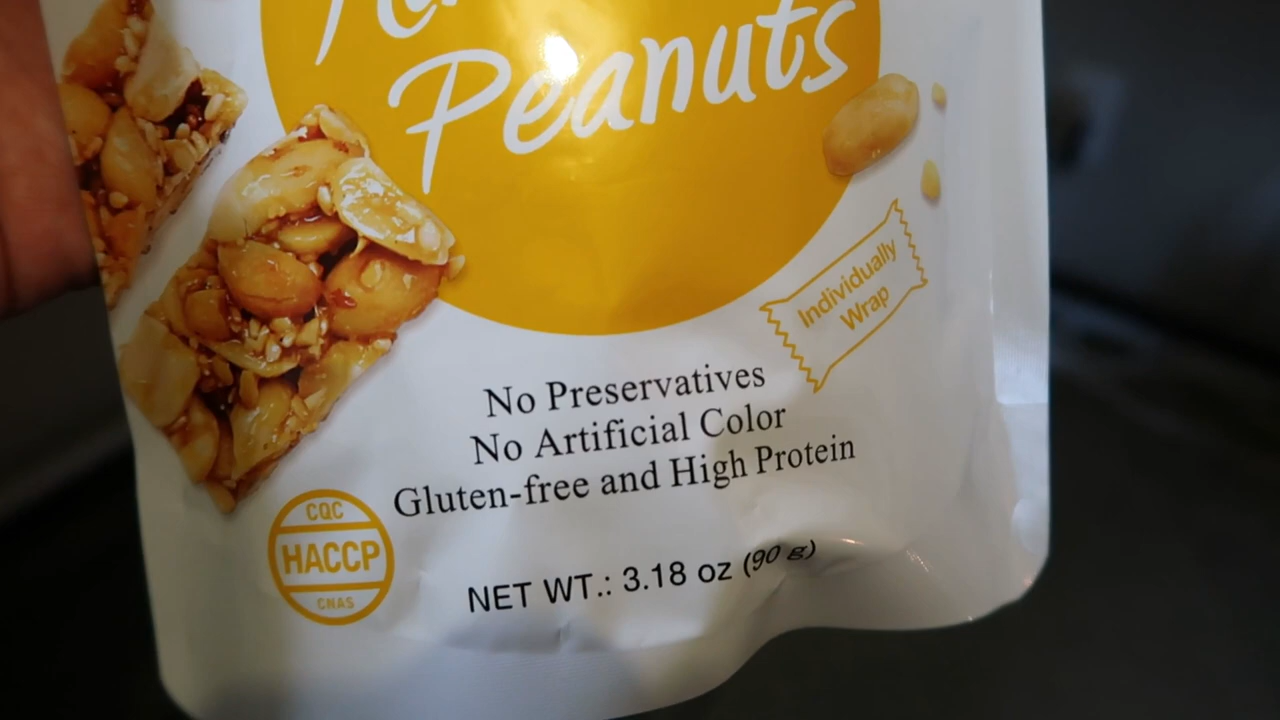 Peanuts
Individually
Wrap
No Preservatives
No Artificial Color
Gluten-free and High Protein
CQC
HACCP
CNAS
NET WT.: 3.18 oz (90 g)